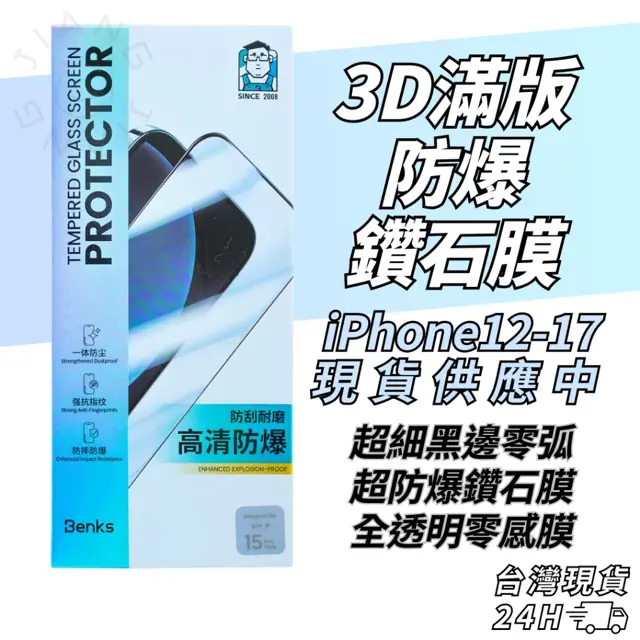 SINCE 2008
TEMPERED GLASS SCREEN
PROTECTOR
一体防尘
Strengthened Dustproof
强抗指纹
Strong Anti-Fingerprints
防摔防爆
Enhanced Impact Resistance
防刮耐磨
高清防爆
ENHANCED EXPLOSION-PROOF
15
Benks
3D滿版
防爆
鑽石膜
iPhone12-17
現貨供應中
超細黑邊零弧
超防爆鑽石膜
全透明零感膜
台灣現貨
24H